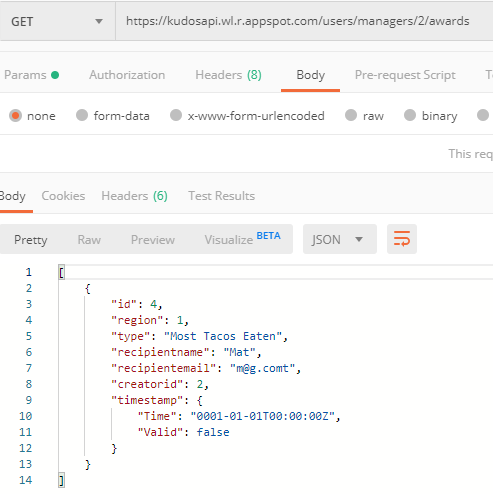 GET https://kudosapi.wl.r.appspot.com/users/managers/2/awards
Params Authorization Headers (8) Body Pre-request Script
none form-data x-www-form-urlencoded raw binary
This req
Body Cookies Headers (6) Test Results
Pretty Raw Preview Visualize BETA JSON
1 [
2 {
3 "id": 4,
4 "region": 1,
5 "type": "Most Tacos Eaten",
6 "recipientname": "Mat",
7 "recipientemail": "m@g.comt",
8 "creatorid": 2,
9 "timestamp": {
10 "Time": "0001-01-01T00:00:00Z",
11 "Valid": false
12 }
13 }
14 ]